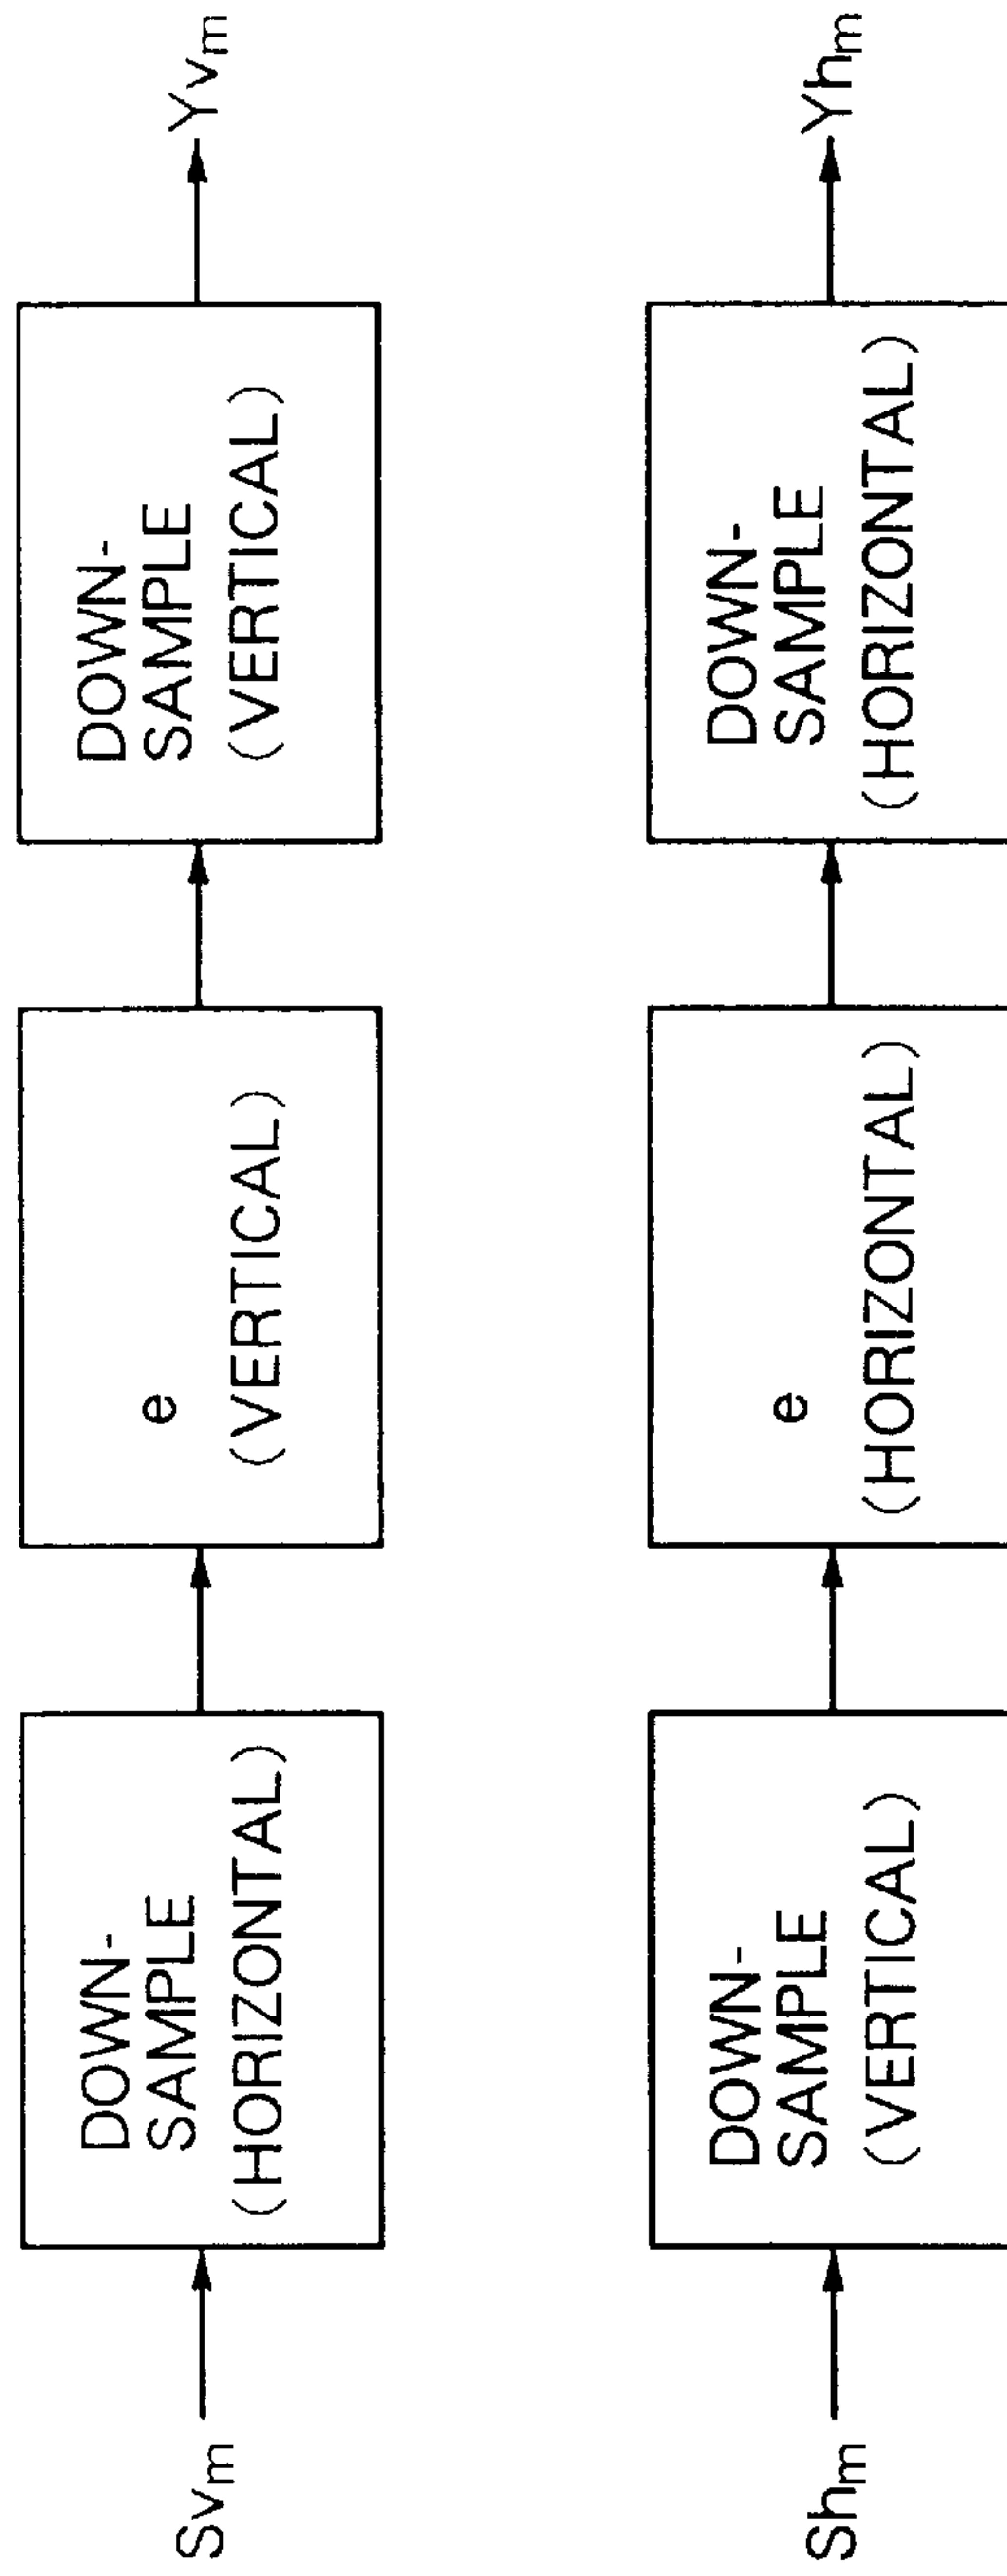 Svm
DOWN-
SAMPLE
(HORIZONTAL)
e
(VERTICAL)
DOWN-
SAMPLE
(VERTICAL)
Yvm
Shm
DOWN-
SAMPLE
(VERTICAL)
e
(HORIZONTAL)
DOWN-
SAMPLE
(HORIZONTAL)
Yhm